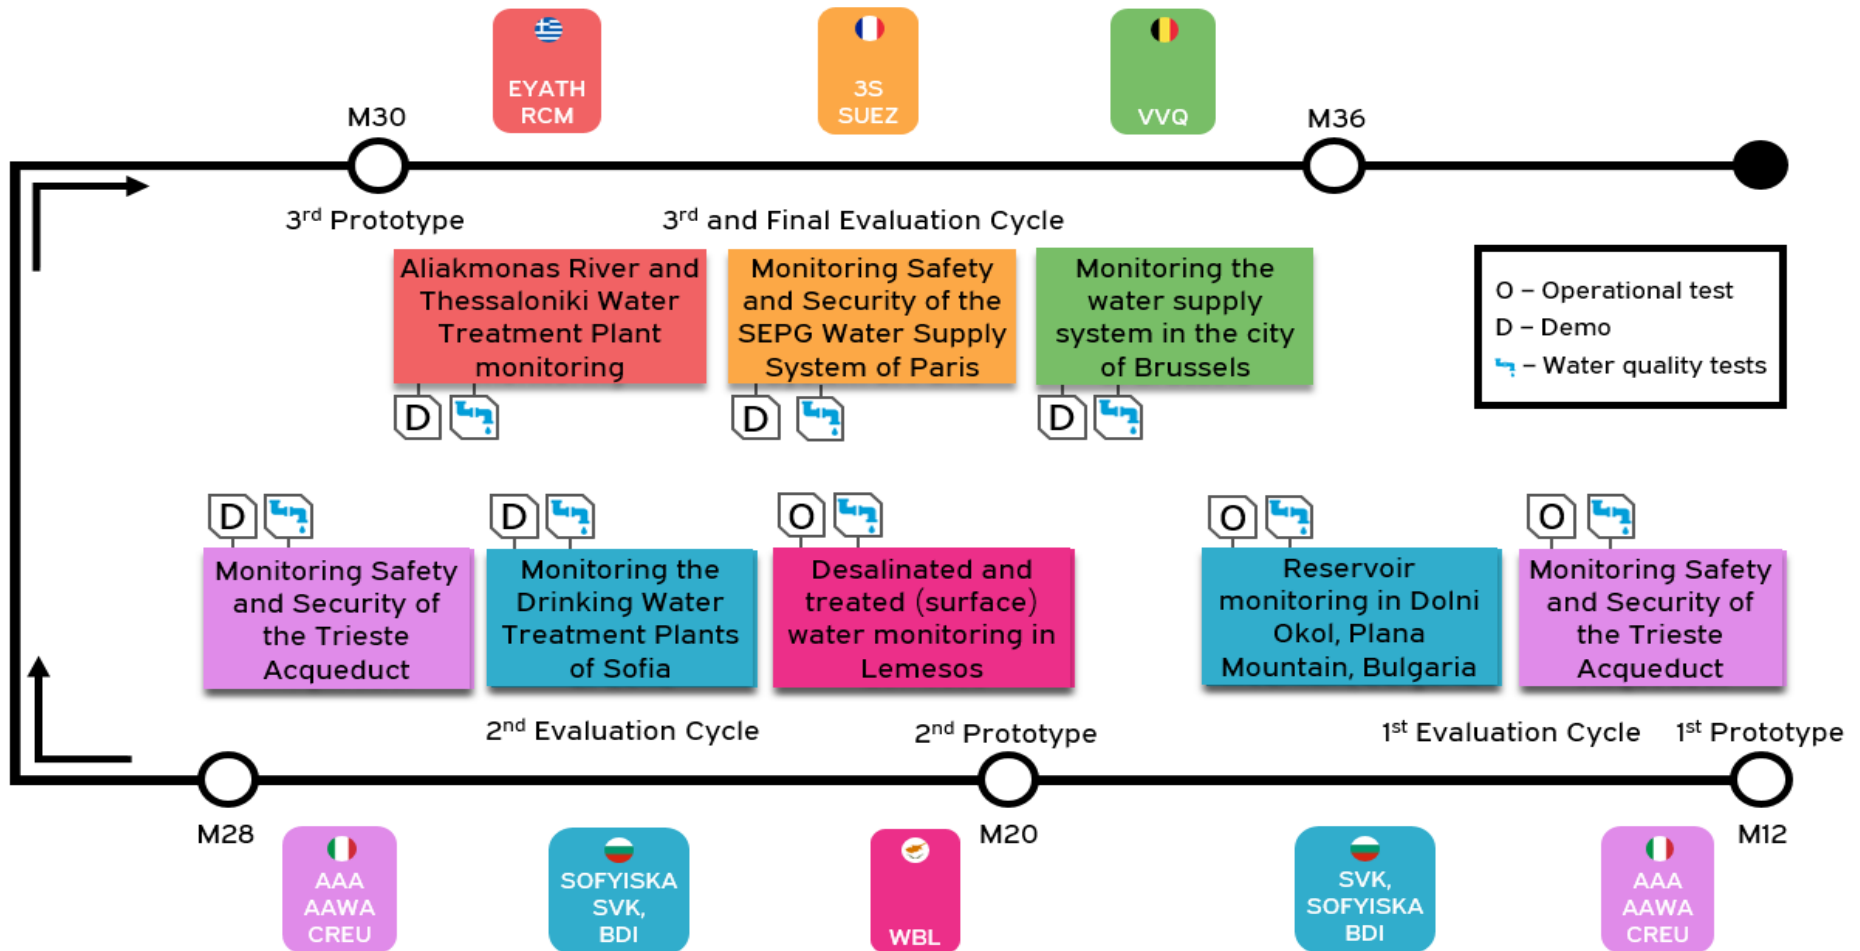 EYATH
RCM
3S
SUEZ
VVQ
M30
M36
3rd Prototype
3rd and Final Evaluation Cycle
Aliakmonas River and
Thessaloniki Water
Treatment Plant
monitoring
D
Monitoring Safety
and Security of the
SEPG Water Supply
System of Paris
D
Monitoring the
water supply
system in the city
of Brussels
D
O – Operational test
D – Demo
– Water quality tests
D
Monitoring Safety
and Security of
the Trieste
Acqueduct
D
Monitoring the
Drinking Water
Treatment Plants
of Sofia
O
Desalinated and
treated (surface)
water monitoring in
Lemesos
O
Reservoir
monitoring in Dolni
Okol, Plana
Mountain, Bulgaria
O
Monitoring Safety
and Security of
the Trieste
Acqueduct
2nd Evaluation Cycle
2nd Prototype
1st Evaluation Cycle
1st Prototype
M28
M20
M12
AAA
AAWA
CREU
SOFYISKA
SVK,
BDI
WBL
SVK,
SOFYISKA
BDI
AAA
AAWA
CREU